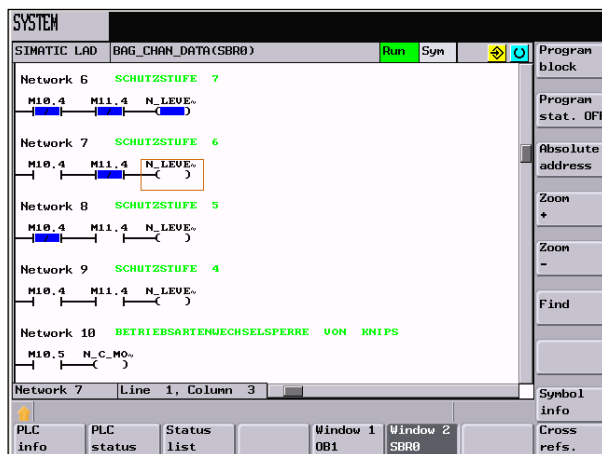 SYSTEM
SIMATIC LAD BAG_CHAN_DATA(SBR0) Run Sym
Network 6 SCHUTZSTUFE 7
M10.4 M11.4 N_LEVE~
Network 7 SCHUTZSTUFE 6
M10.4 M11.4 N_LEVE~
Network 8 SCHUTZSTUFE 5
M10.4 M11.4 N_LEVE~
Network 9 SCHUTZSTUFE 4
M10.4 M11.4 N_LEVE~
Network 10 BETRIEBSARTENWECHSELSPERRE VON KNIPS
M10.5 N_C_MO~
Network 7 Line 1, Column 3
Program
block
Program
stat. OFF
Absolute
address
Zoom
+
Zoom
-
Find
Symbol
info
PLC
info
PLC
status
Status
list
Window 1
OB1
Window 2
SBR0
Cross
refs.